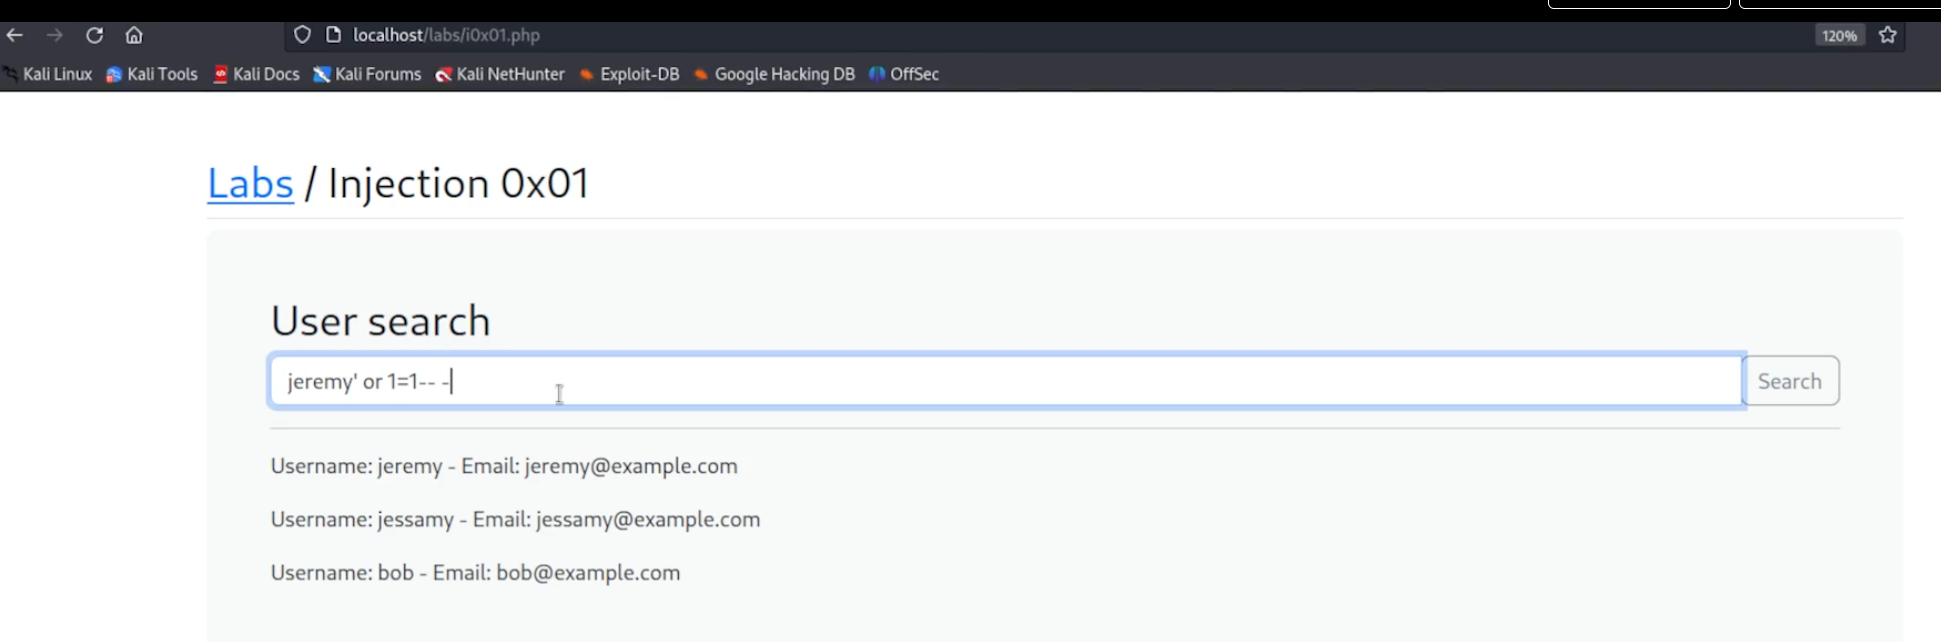 localhost/labs/i0x01.php 120%
Kali Linux Kali Tools Kali Docs Kali Forums Kali NetHunter Exploit-DB Google Hacking DB OffSec
Labs / Injection 0x01
User search
jeremy' or 1=1-- - Search
Username: jeremy - Email: jeremy@example.com
Username: jessamy - Email: jessamy@example.com
Username: bob - Email: bob@example.com